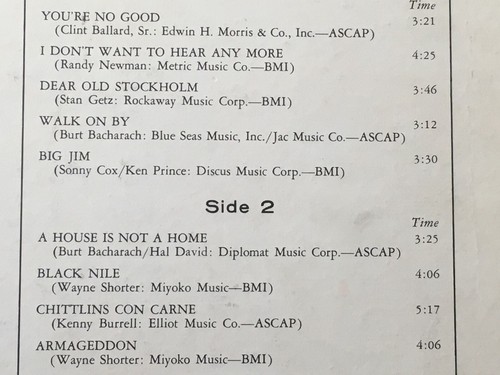 Time
YOU'RE NO GOOD 3:21
(Clint Ballard, Sr.: Edwin H. Morris & Co., Inc.—ASCAP)
I DON'T WANT TO HEAR ANY MORE 4:25
(Randy Newman: Metric Music Co.—BMI)
DEAR OLD STOCKHOLM 3:46
(Stan Getz: Rockaway Music Corp.—BMI)
WALK ON BY 3:12
(Burt Bacharach: Blue Seas Music, Inc./Jac Music Co.—ASCAP)
BIG JIM 3:30
(Sonny Cox/Ken Prince: Discus Music Corp.—BMI)
Side 2
Time
A HOUSE IS NOT A HOME 3:25
(Burt Bacharach/Hal David: Diplomat Music Corp.—ASCAP)
BLACK NILE 4:06
(Wayne Shorter: Miyoko Music—BMI)
CHITTLINS CON CARNE 5:17
(Kenny Burrell: Elliot Music Co.—ASCAP)
ARMAGEDDON 4:06
(Wayne Shorter: Miyoko Music—BMI)